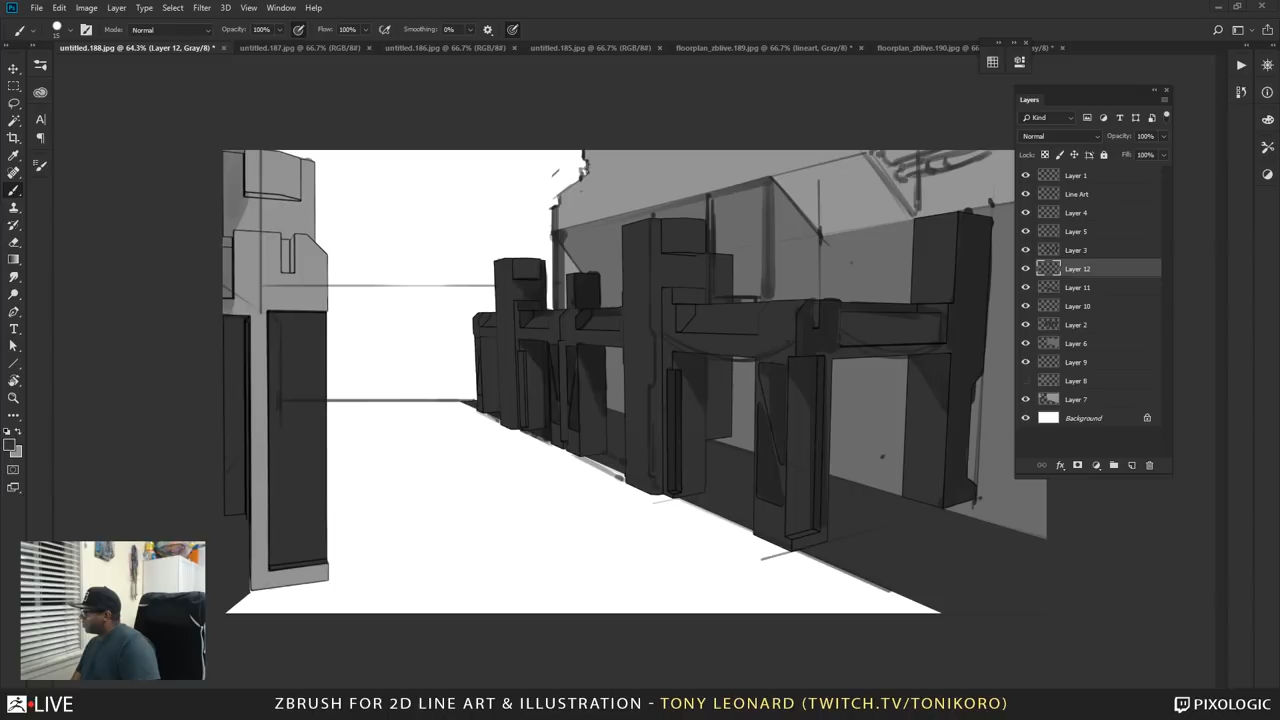 Ps File Edit Image Layer Type Select Filter 3D View Window Help
15 Mode: Normal Opacity: 100% Flow: 100% Smoothing: 0%
untitled.188.jpg @ 64.3% (Layer 12, Gray/8) * × untitled.187.jpg @ 66.7% (RGB/8#) × untitled.186.jpg @ 66.7% (RGB/8#) × untitled.185.jpg @ 66.7% (RGB/8#) × floorplan_zblive.189.jpg @ 66.7% (lineart, Gray/8) * × floorplan_zblive.190.jpg @ 66.7% ay/8) * ×
Layers
Kind
Normal Opacity: 100%
Lock: Fill: 100%
Layer 1
Line Art
Layer 4
Layer 5
Layer 3
Layer 12
Layer 11
Layer 10
Layer 2
Layer 6
Layer 9
Layer 8
Layer 7
Background
fx
LIVE ZBRUSH FOR 2D LINE ART & ILLUSTRATION - TONY LEONARD (TWITCH.TV/TONIKORO) PIXOLOGIC